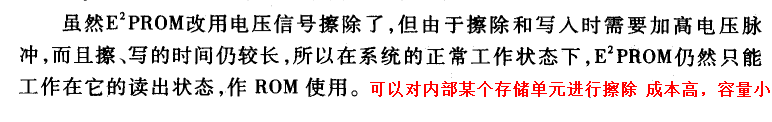 虽然E²PROM改用电压信号擦除了,但由于擦除和写入时需要加高电压脉
冲,而且擦、写的时间仍较长,所以在系统的正常工作状态下,E²PROM仍然只能
工作在它的读出状态,作 ROM 使用。可以对内部某个存储单元进行擦除 成本高，容量小